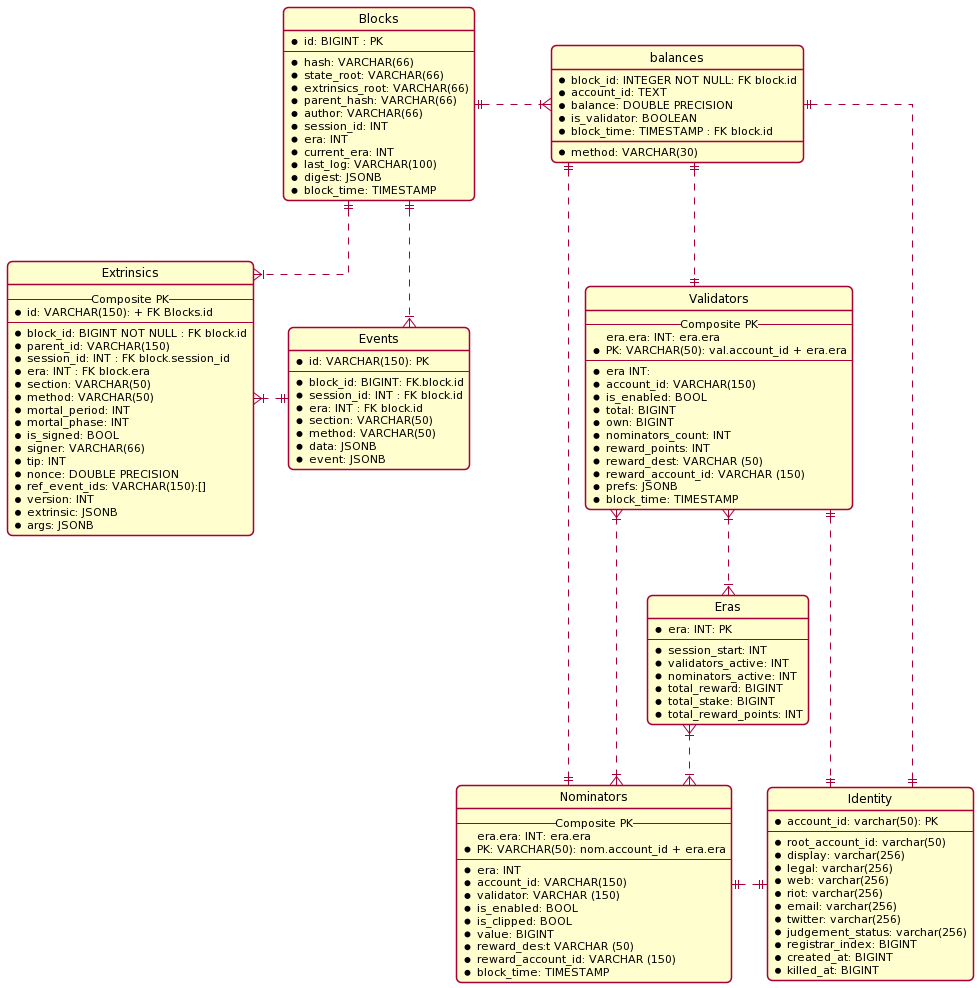 Blocks
id: BIGINT : PK
hash: VARCHAR(66)
state_root: VARCHAR(66)
extrinsics_root: VARCHAR(66)
parent_hash: VARCHAR(66)
author: VARCHAR(66)
session_id: INT
era: INT
current_era: INT
last_log: VARCHAR(100)
digest: JSONB
block_time: TIMESTAMP
balances
block_id: INTEGER NOT NULL: FK block.id
account_id: TEXT
balance: DOUBLE PRECISION
is_validator: BOOLEAN
block_time: TIMESTAMP : FK block.id
method: VARCHAR(30)
Extrinsics
Composite PK
id: VARCHAR(150): + FK Blocks.id
block_id: BIGINT NOT NULL : FK block.id
parent_id: VARCHAR(150)
session_id: INT : FK block.session_id
era: INT : FK block.era
section: VARCHAR(50)
method: VARCHAR(50)
mortal_period: INT
mortal_phase: INT
is_signed: BOOL
signer: VARCHAR(66)
tip: INT
nonce: DOUBLE PRECISION
ref_event_ids: VARCHAR(150):[]
version: INT
extrinsic: JSONB
args: JSONB
Events
id: VARCHAR(150): PK
block_id: BIGINT: FK.block.id
session_id: INT : FK block.id
era: INT : FK block.id
section: VARCHAR(50)
method: VARCHAR(50)
data: JSONB
event: JSONB
Validators
Composite PK
era.era: INT: era.era
PK: VARCHAR(50): val.account_id + era.era
era INT:
account_id: VARCHAR(150)
is_enabled: BOOL
total: BIGINT
own: BIGINT
nominators_count: INT
reward_points: INT
reward_dest: VARCHAR (50)
reward_account_id: VARCHAR (150)
prefs: JSONB
block_time: TIMESTAMP
Eras
era: INT: PK
session_start: INT
validators_active: INT
nominators_active: INT
total_reward: BIGINT
total_stake: BIGINT
total_reward_points: INT
Nominators
Composite PK
era.era: INT: era.era
PK: VARCHAR(50): nom.account_id + era.era
era: INT
account_id: VARCHAR(150)
validator: VARCHAR (150)
is_enabled: BOOL
is_clipped: BOOL
value: BIGINT
reward_des:t VARCHAR (50)
reward_account_id: VARCHAR (150)
block_time: TIMESTAMP
Identity
account_id: varchar(50): PK
root_account_id: varchar(50)
display: varchar(256)
legal: varchar(256)
web: varchar(256)
riot: varchar(256)
email: varchar(256)
twitter: varchar(256)
judgement_status: varchar(256)
registrar_index: BIGINT
created_at: BIGINT
killed_at: BIGINT